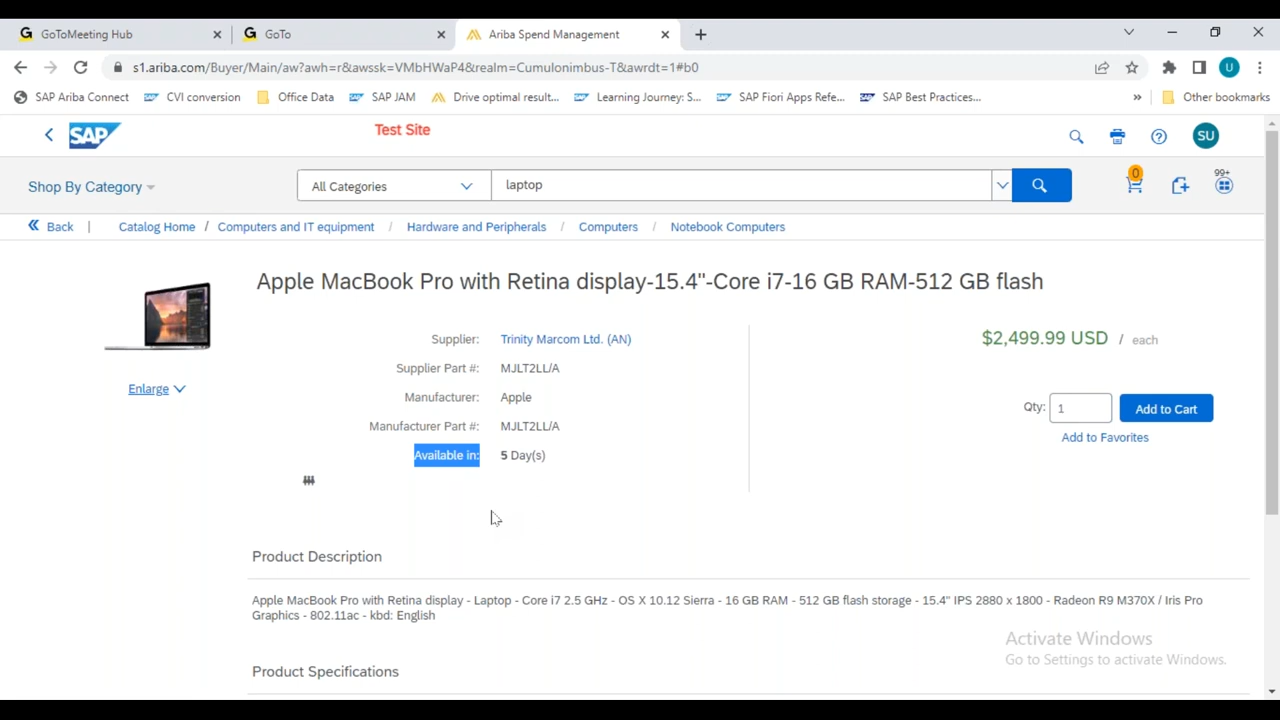 GoToMeeting Hub
GoTo
Ariba Spend Management
s1.ariba.com/Buyer/Main/aw?awh=r&awssk=VMbHWaP4&realm=Cumulonimbus-T&awrdt=1#b0
U
SAP Ariba Connect
CVI conversion
Office Data
SAP JAM
Drive optimal result...
Learning Journey: S...
SAP Fiori Apps Refe...
SAP Best Practices...
»
Other bookmarks
SAP
Test Site
SU
Shop By Category
All Categories
laptop
0
99+
Back |
Catalog Home / Computers and IT equipment / Hardware and Peripherals / Computers / Notebook Computers
Apple MacBook Pro with Retina display-15.4"-Core i7-16 GB RAM-512 GB flash
Supplier: Trinity Marcom Ltd. (AN)
Supplier Part #: MJLT2LL/A
Manufacturer: Apple
Manufacturer Part #: MJLT2LL/A
Available in: 5 Day(s)
Enlarge
$2,499.99 USD / each
Qty: 1 Add to Cart
Add to Favorites
Product Description
Apple MacBook Pro with Retina display - Laptop - Core i7 2.5 GHz - OS X 10.12 Sierra - 16 GB RAM - 512 GB flash storage - 15.4" IPS 2880 x 1800 - Radeon R9 M370X / Iris Pro
Graphics - 802.11ac - kbd: English
Activate Windows
Go to Settings to activate Windows.
Product Specifications